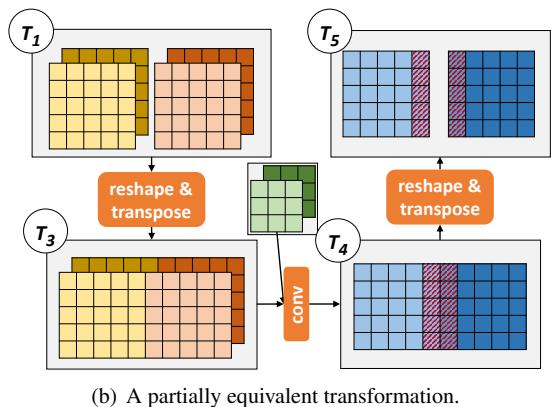 T1
T5
reshape &
transpose
reshape &
transpose
T3
T4
conv
(b) A partially equivalent transformation.